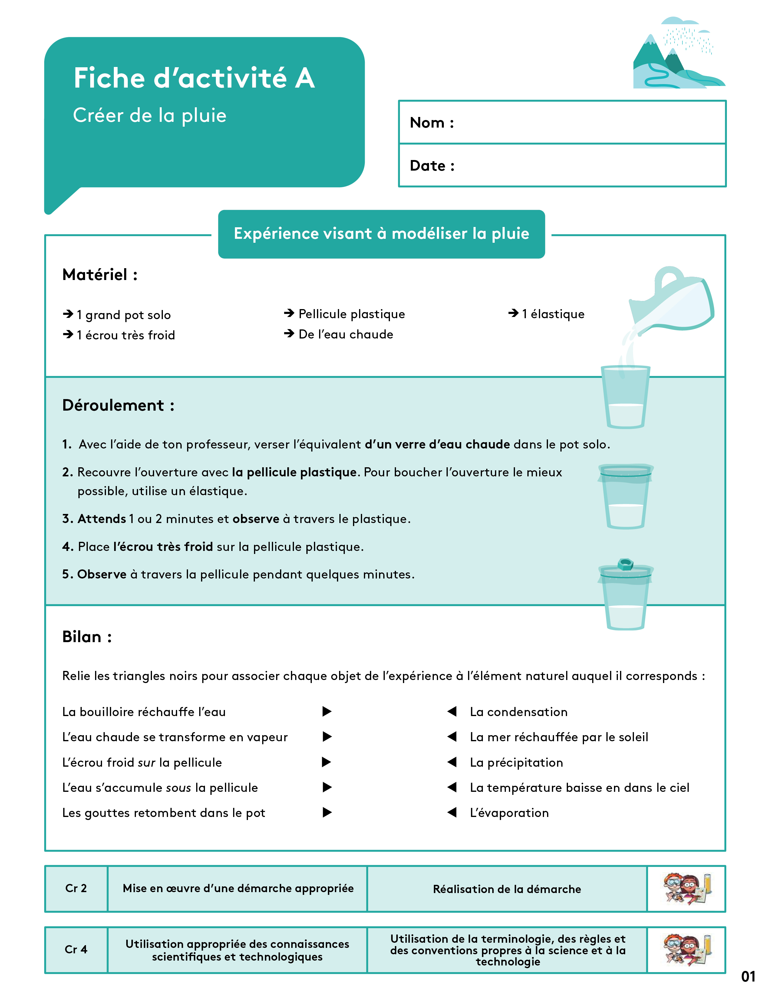 Fiche d’activité A
Créer de la pluie
Nom :
Date :
Expérience visant à modéliser la pluie
Matériel :
➔ 1 grand pot solo
➔ 1 écrou très froid
➔ Pellicule plastique
➔ De l’eau chaude
➔ 1 élastique
Déroulement :
1. Avec l’aide de ton professeur, verser l’équivalent d’un verre d’eau chaude dans le pot solo.
2. Recouvre l’ouverture avec la pellicule plastique. Pour boucher l’ouverture le mieux
possible, utilise un élastique.
3. Attends 1 ou 2 minutes et observe à travers le plastique.
4. Place l’écrou très froid sur la pellicule plastique.
5. Observe à travers la pellicule pendant quelques minutes.
Bilan :
Relie les triangles noirs pour associer chaque objet de l’expérience à l’élément naturel auquel il corresponds :
La bouilloire réchauffe l’eau ▶ ◀ La condensation
L’eau chaude se transforme en vapeur ▶ ◀ La mer réchauffée par le soleil
L’écrou froid sur la pellicule ▶ ◀ La précipitation
L’eau s’accumule sous la pellicule ▶ ◀ La température baisse en dans le ciel
Les gouttes retombent dans le pot ▶ ◀ L’évaporation
Cr 2
Mise en œuvre d’une démarche appropriée
Réalisation de la démarche
Cr 4
Utilisation appropriée des connaissances
scientifiques et technologiques
Utilisation de la terminologie, des règles et
des conventions propres à la science et à la
technologie
01